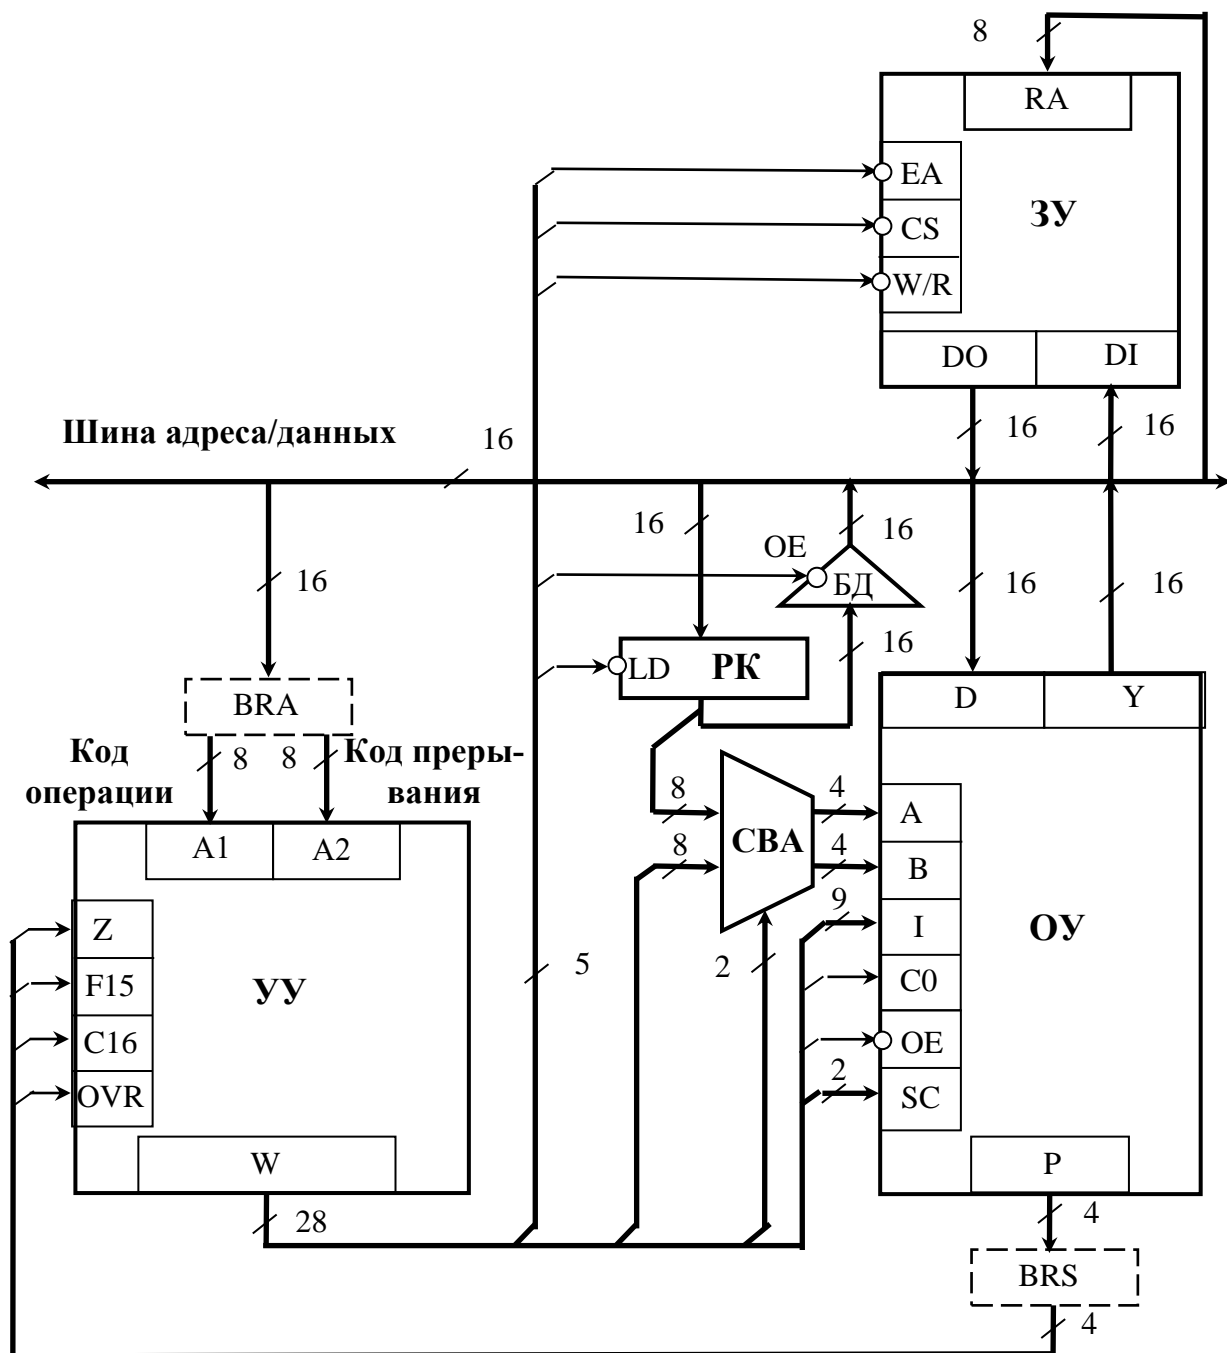 8
RA
EA
ЗУ
CS
W/R
DO
DI
Шина адреса/данных
16
16
16
16
16
OE
16
БД
16
16
16
LD
РК
BRA
D
Y
Код
операции
8
8
Код преры-
вания
8
4
A
A1
A2
СВА
8
4
B
9
I
ОУ
Z
2
5
C0
F15
УУ
C16
OE
OVR
2
SC
W
P
28
4
BRS
4